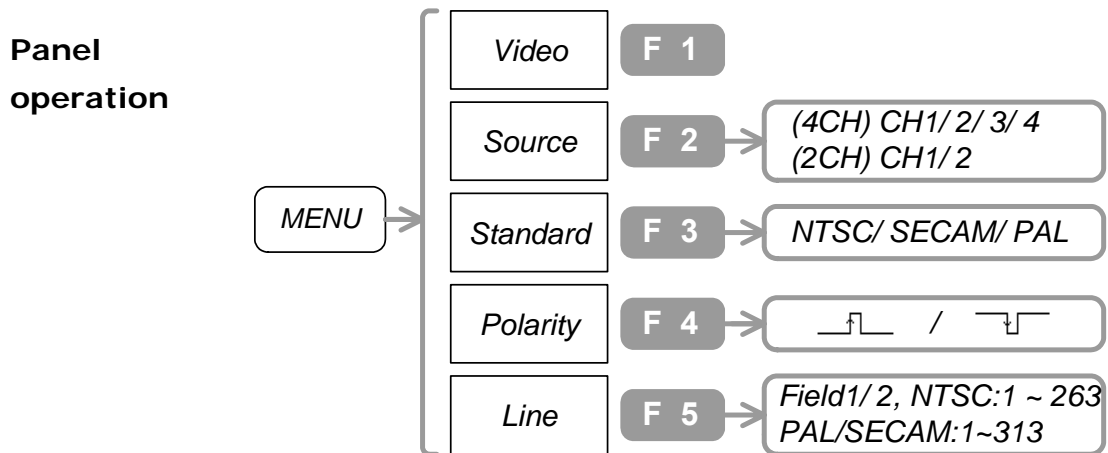 Panel
operation
MENU
Video F 1
Source F 2
(4CH) CH1/ 2/ 3/ 4
(2CH) CH1/ 2
Standard F 3 NTSC/ SECAM/ PAL
Polarity F 4 /
Line F 5
Field1/ 2, NTSC:1 ~ 263
PAL/SECAM:1~313